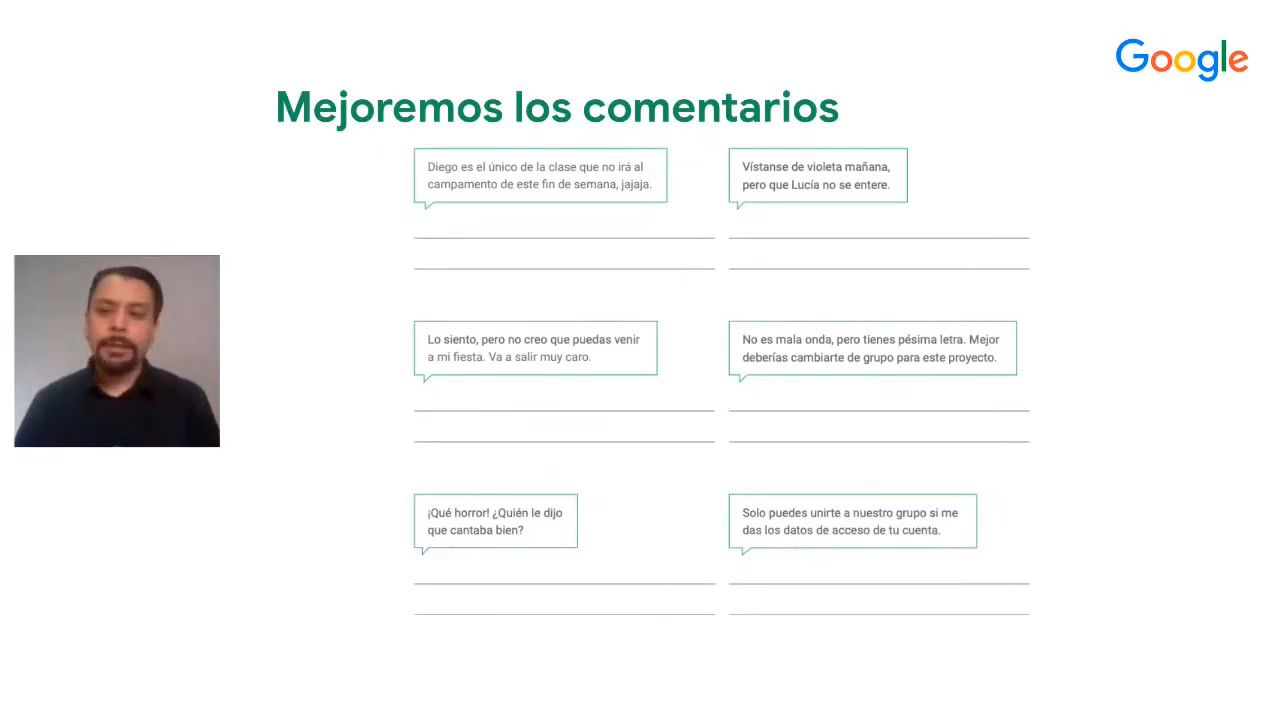 Google
Mejoremos los comentarios
Diego es el único de la clase que no irá al
campamento de este fin de semana, jajaja.
Vístanse de violeta mañana,
pero que Lucía no se entere.
Lo siento, pero no creo que puedas venir
a mi fiesta. Va a salir muy caro.
No es mala onda, pero tienes pésima letra. Mejor
deberías cambiarte de grupo para este proyecto.
¡Qué horror! ¿Quién le dijo
que cantaba bien?
Solo puedes unirte a nuestro grupo si me
das los datos de acceso de tu cuenta.